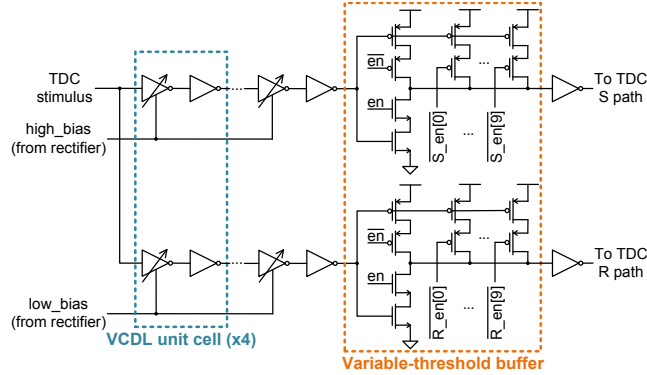 TDC
stimulus
high_bias
(from rectifier)
en
en
S_en[0]
...
S_en[9]
...
To TDC
S path
low_bias
(from rectifier)
en
en
R_en[0]
...
R_en[9]
...
To TDC
R path
VCDL unit cell (x4)
Variable-threshold buffer